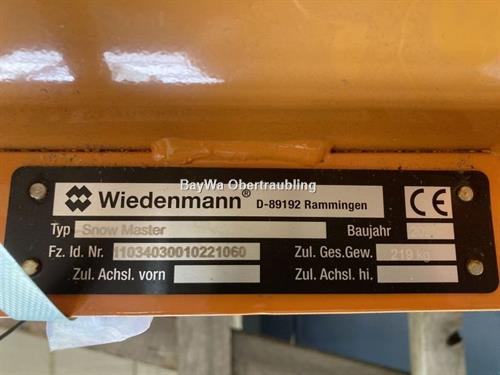 BayWa Obertraubling
Wiedenmann® D-89192 Rammingen CE
Typ Snow Master Baujahr
Fz. Id. Nr. I1034030010221060 Zul. Ges.Gew. 219 kg
Zul. Achsl. vorn Zul. Achsl. hi.